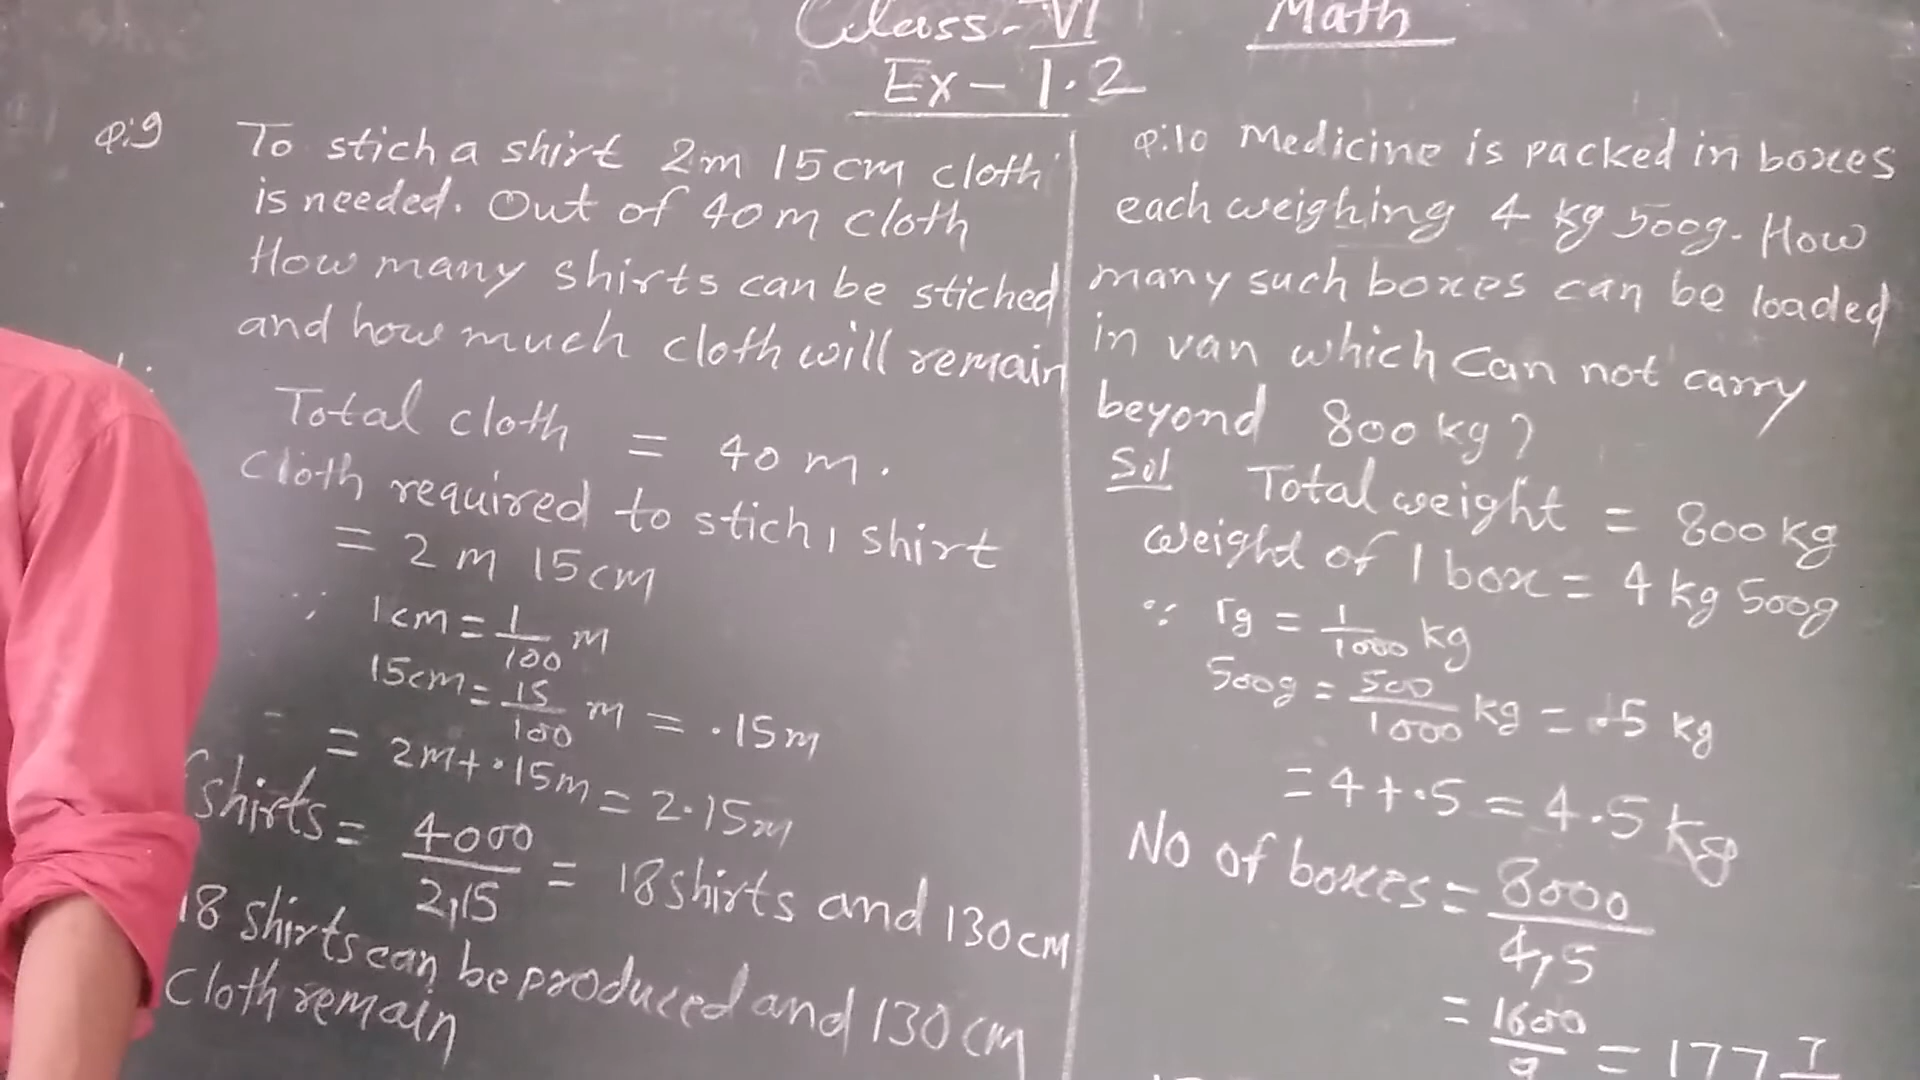 Class - VI Math
Ex - 1.2
Q.9 To stich a shirt 2m 15cm cloth
is needed. Out of 40m cloth
How many shirts can be stiched
and how much cloth will remain
Total cloth = 40 m.
Cloth required to stich 1 shirt
= 2 m 15cm
∵ 1cm = 1/100 m
15cm = 15/100 m = .15m
= 2m + .15m = 2.15m
shirts = 4000/2,15 = 18 shirts and 130cm
18 shirts can be produced and 130cm
Cloth remain
Q.10 Medicine is packed in boxes
each weighing 4 kg 500g. How
many such boxes can be loaded
in van which can not carry
beyond 800 kg?
Sol Total weight = 800 kg
weight of 1 box = 4 kg 500g
∵ 1g = 1/1000 kg
500g = 500/1000 kg = .5 kg
= 4 + .5 = 4.5 kg
No of boxes = 8000/4,5
= 1600/9 = 177 7